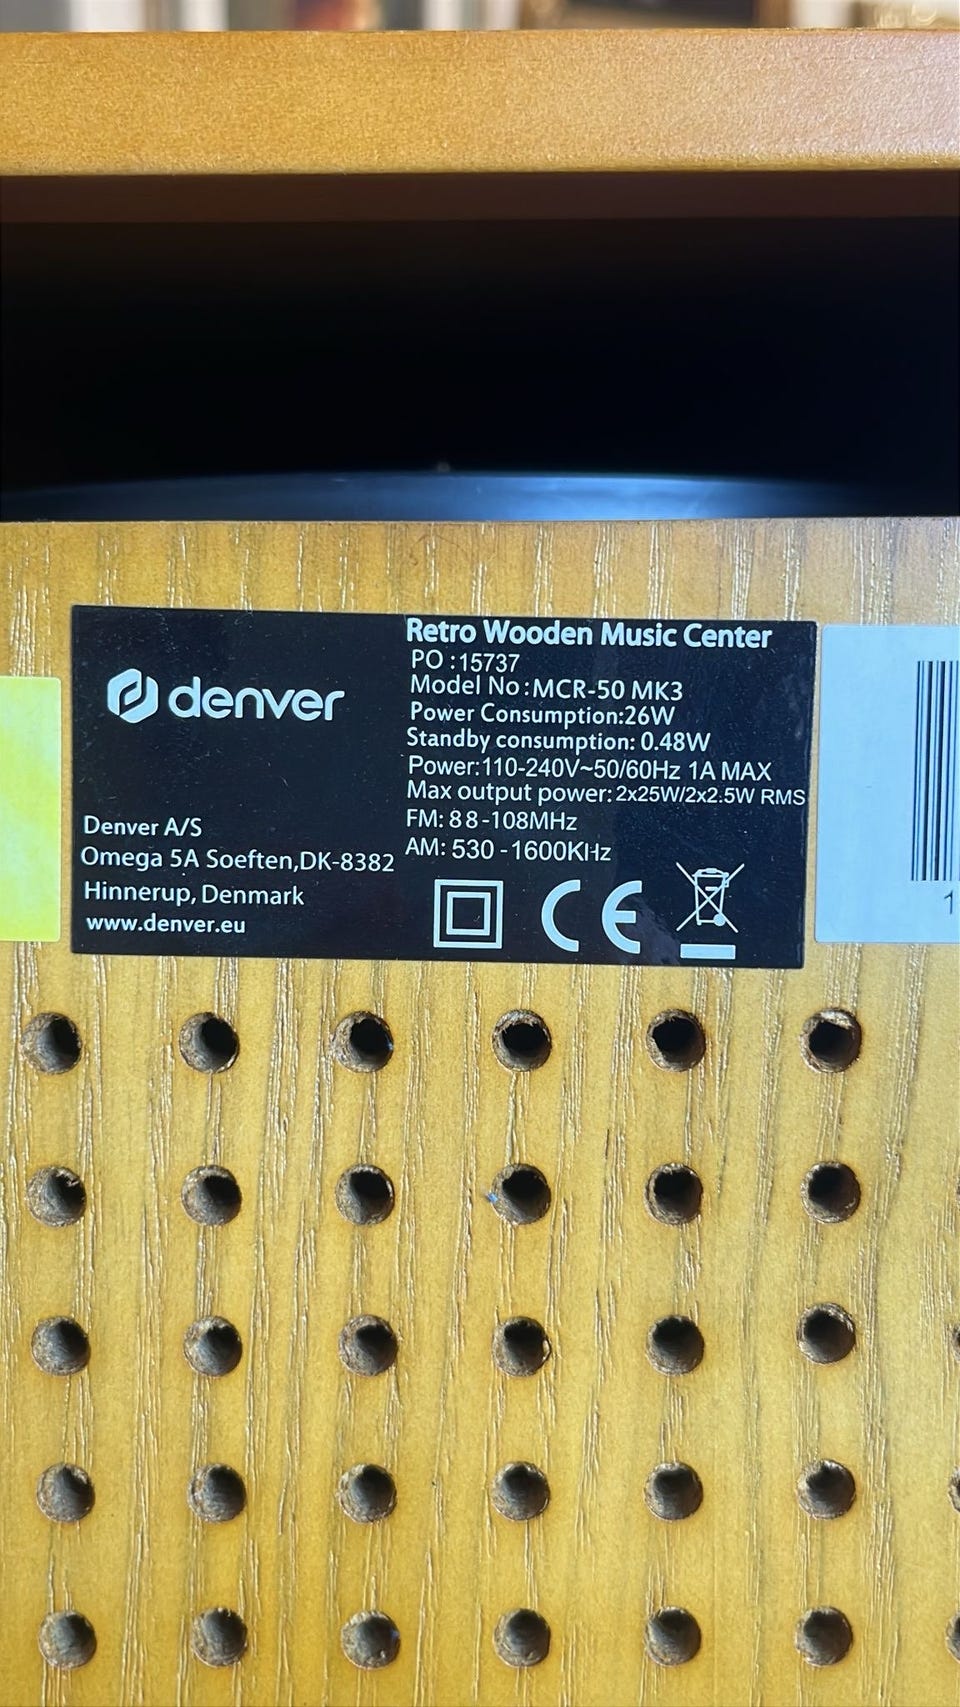 denver
Denver A/S
Omega 5A Soeften,DK-8382
Hinnerup, Denmark
www.denver.eu
Retro Wooden Music Center
PO :15737
Model No:MCR-50 MK3
Power Consumption:26W
Standby consumption: 0.48W
Power:110-240V~50/60Hz 1A MAX
Max output power: 2x25W/2x2.5W RMS
FM: 88-108MHz
AM: 530 -1600KHz
CE
1